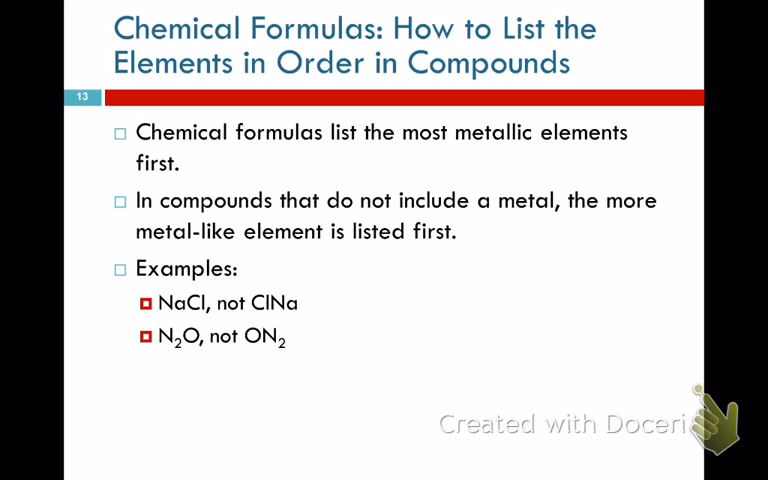 Chemical Formulas: How to List the
Elements in Order in Compounds
13
Chemical formulas list the most metallic elements
first.
In compounds that do not include a metal, the more
metal-like element is listed first.
Examples:
NaCl, not ClNa
N₂O, not ON₂
Created with Doceri